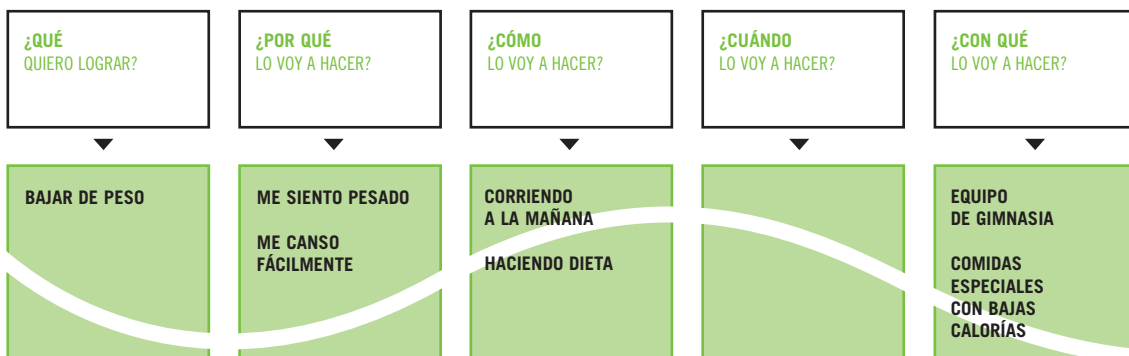 ¿QUÉ
QUIERO LOGRAR?
¿POR QUÉ
LO VOY A HACER?
¿CÓMO
LO VOY A HACER?
¿CUÁNDO
LO VOY A HACER?
¿CON QUÉ
LO VOY A HACER?
BAJAR DE PESO
ME SIENTO PESADO
ME CANSO
FÁCILMENTE
CORRIENDO
A LA MAÑANA
HACIENDO DIETA
EQUIPO
DE GIMNASIA
COMIDAS
ESPECIALES
CON BAJAS
CALORÍAS